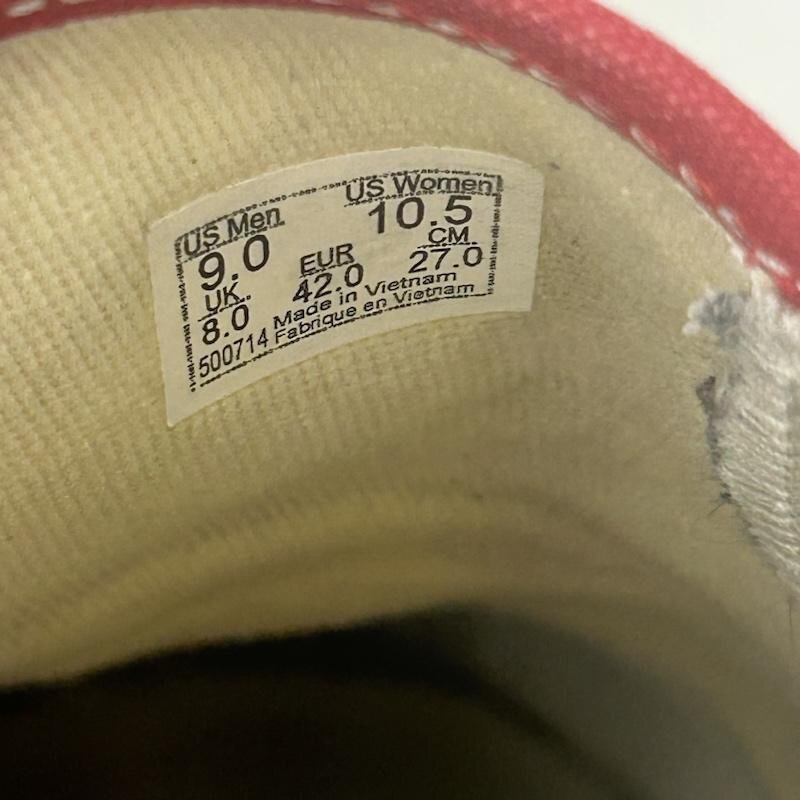 US Men US Women
9.0 10.5
UK EUR CM
8.0 42.0 27.0
Made in Vietnam
500714 Fabrique en Vietnam